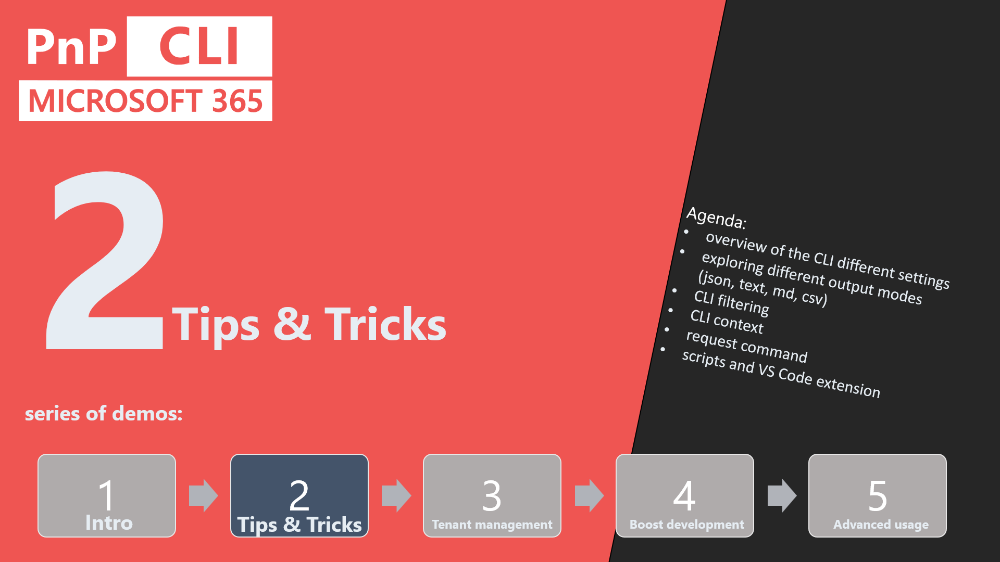 PnP CLI
MICROSOFT 365
2 Tips & Tricks
Agenda:
• overview of the CLI different settings
• exploring different output modes
(json, text, md, csv)
• CLI filtering
• CLI context
• request command
• scripts and VS Code extension
series of demos:
1
Intro
2
Tips & Tricks
3
Tenant management
4
Boost development
5
Advanced usage